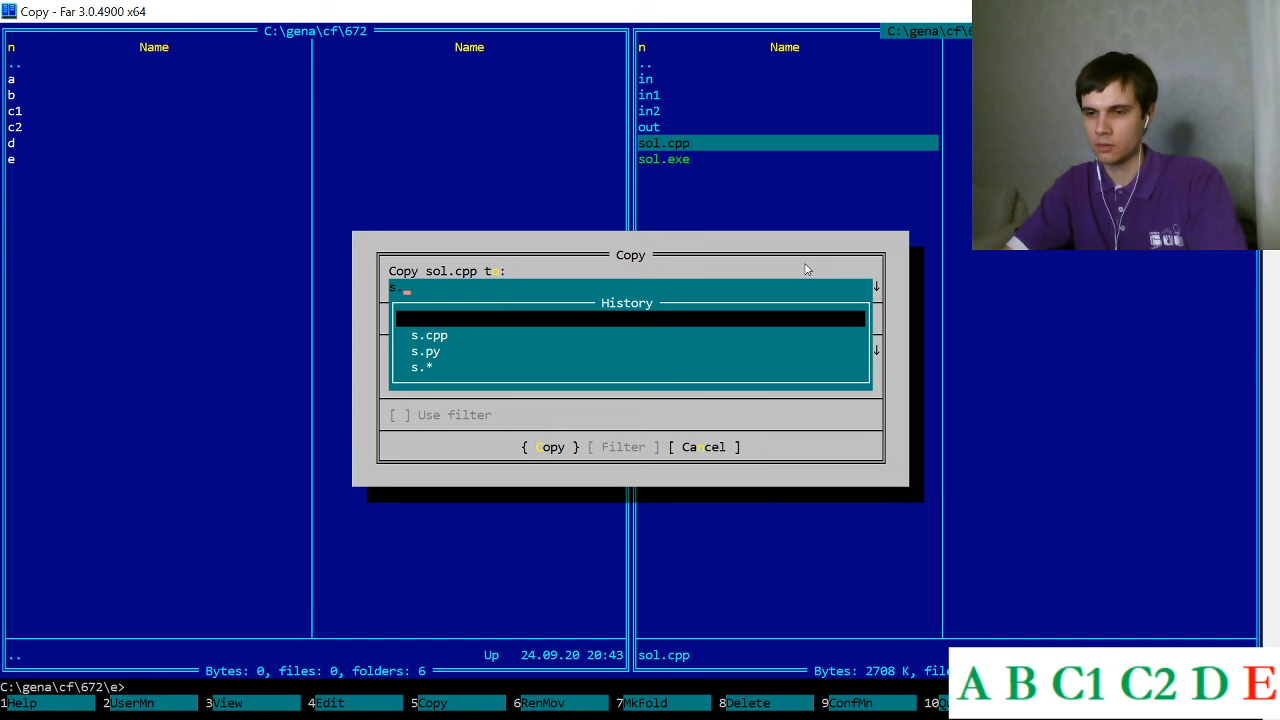 Copy - Far 3.0.4900 x64
C:\gena\cf\672
n Name Name
..
a
b
c1
c2
d
e
C:\gena\cf\
n Name
..
in
in1
in2
out
sol.cpp
sol.exe
Copy
Copy sol.cpp to:
s.
History
s.cpp
s.py
s.*
[ ] Use filter
{ Copy } [ Filter ] [ Cancel ]
.. Up 24.09.20 20:43
Bytes: 0, files: 0, folders: 6
sol.cpp
Bytes: 2708 K,
C:\gena\cf\672\e>
1Help 2UserMn 3View 4Edit 5Copy 6RenMov 7MkFold 8Delete 9ConfMn 10
A B C1 C2 D E